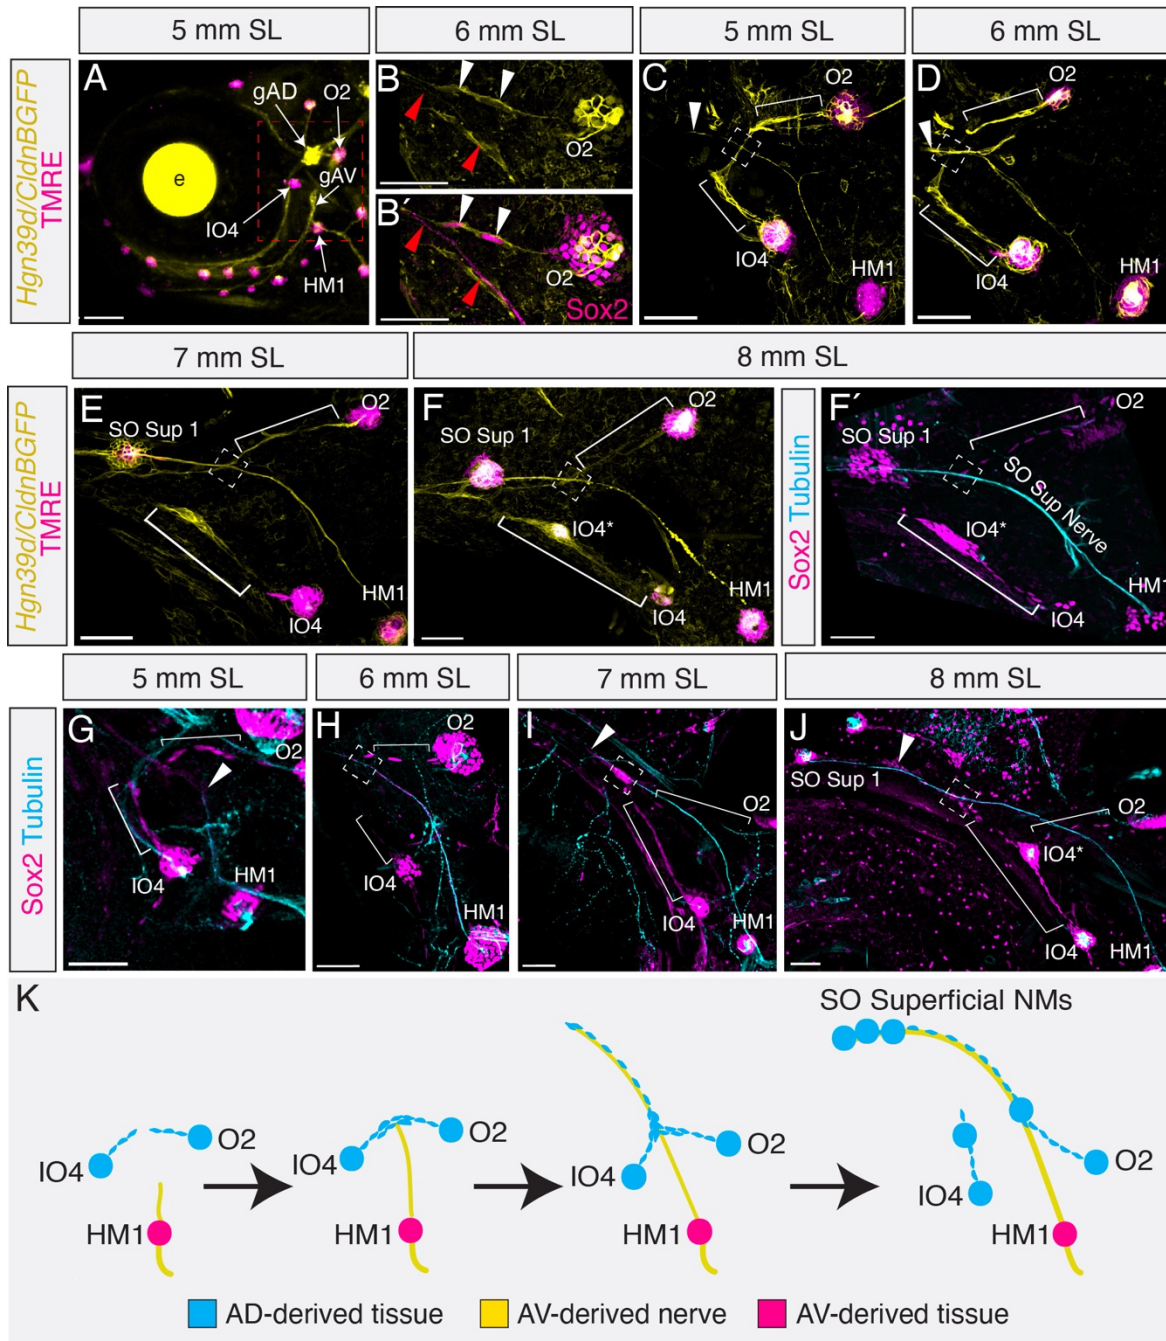 5 mm SL
6 mm SL
5 mm SL
6 mm SL
Hgn39d/CldnBGFP
TMRE
A
gAD
O2
e
gAV
IO4
HM1
B
O2
B´
O2
Sox2
C
O2
IO4
HM1
D
O2
IO4
HM1
7 mm SL
8 mm SL
Hgn39d/CldnBGFP
TMRE
E
O2
SO Sup 1
HM1
IO4
F
O2
SO Sup 1
IO4*
HM1
IO4
Sox2 Tubulin
F´
O2
SO Sup 1
SO Sup Nerve
IO4*
HM1
IO4
5 mm SL
6 mm SL
7 mm SL
8 mm SL
Sox2 Tubulin
G
O2
IO4
HM1
H
O2
IO4
HM1
I
O2
IO4
HM1
J
SO Sup 1
O2
IO4*
IO4
HM1
K
SO Superficial NMs
O2
IO4
HM1
O2
IO4
HM1
O2
IO4
HM1
O2
IO4
HM1
AD-derived tissue
AV-derived nerve
AV-derived tissue